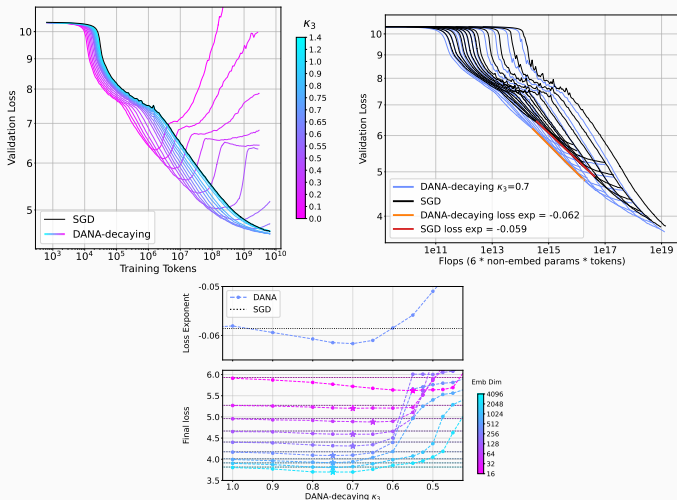 10
9
8
7
6
5
Validation Loss
SGD
DANA-decaying
10³ 10⁴ 10⁵ 10⁶ 10⁷ 10⁸ 10⁹ 10¹⁰
Training Tokens
κ₃
1.4
1.3
1.2
1.1
1.0
0.9
0.8
0.75
0.7
0.65
0.6
0.55
0.5
0.4
0.3
0.2
0.1
0.0
10
9
8
7
6
5
4
Validation Loss
DANA-decaying κ₃=0.7
SGD
DANA-decaying loss exp = -0.062
SGD loss exp = -0.059
1e11 1e13 1e15 1e17 1e19
Flops (6 * non-embed params * tokens)
-0.05
-0.06
Loss Exponent
DANA
SGD
6.0
5.5
5.0
4.5
4.0
3.5
Final loss
1.0 0.9 0.8 0.7 0.6 0.5
DANA-decaying κ₃
Emb Dim
4096
2048
1024
512
256
128
64
32
16